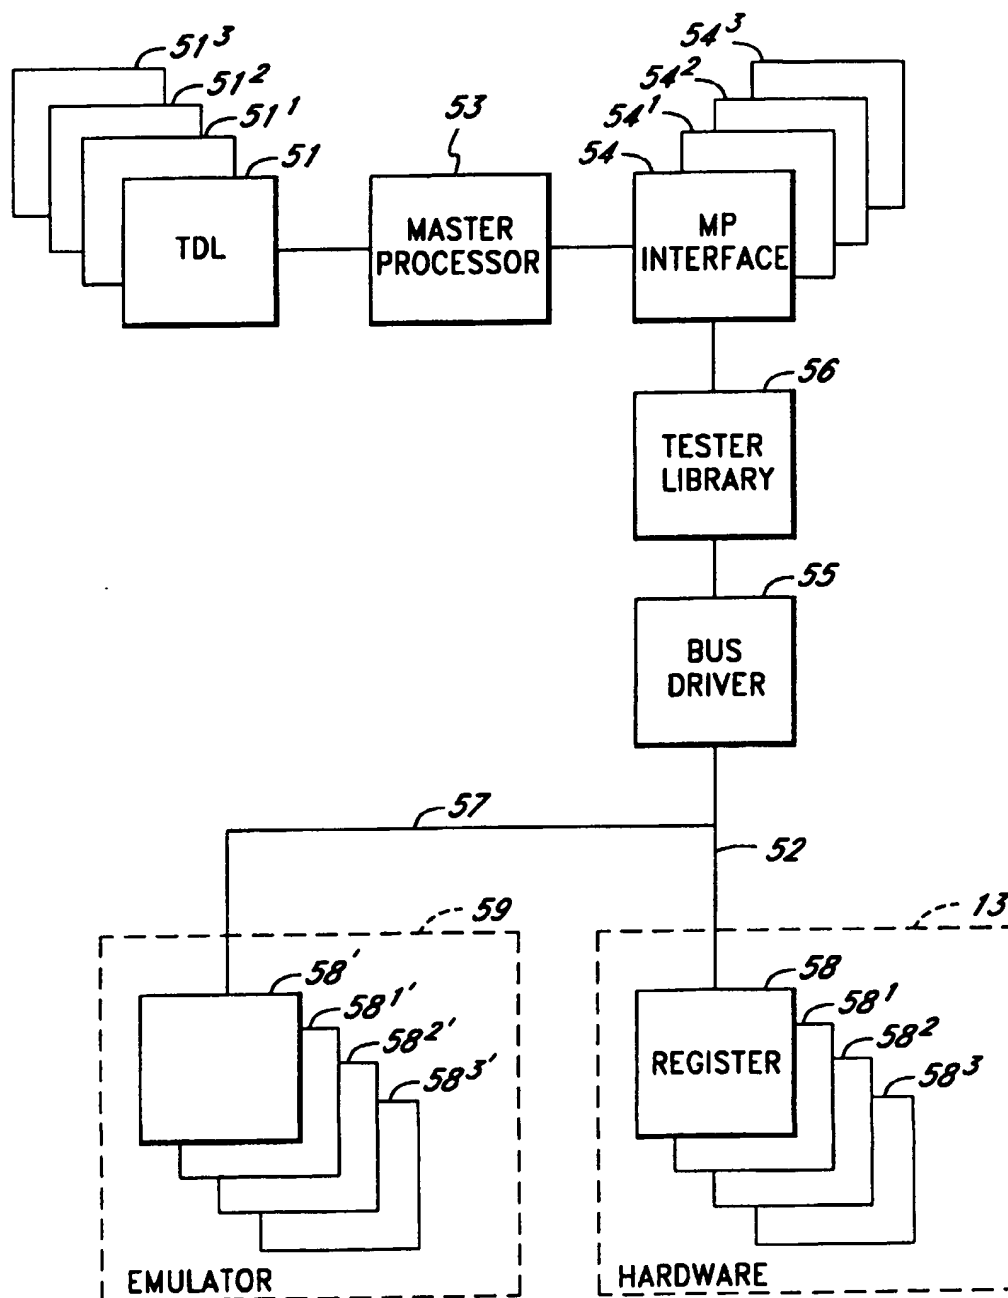 51³
51²
51¹
51
53
54³
54²
54¹
54
TDL
MASTER
PROCESSOR
MP
INTERFACE
56
TESTER
LIBRARY
55
BUS
DRIVER
57
52
59
13
58'
58¹'
58²'
58³'
58
58¹
58²
58³
REGISTER
EMULATOR
HARDWARE